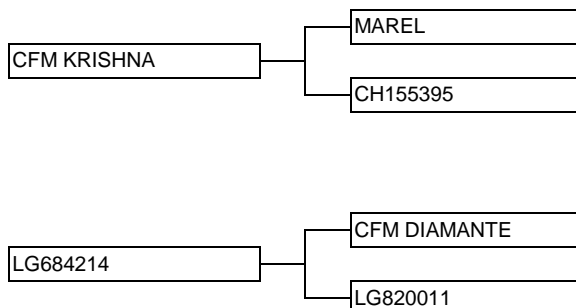 MAREL
CFM KRISHNA
CH155395
CFM DIAMANTE
LG684214
LG820011